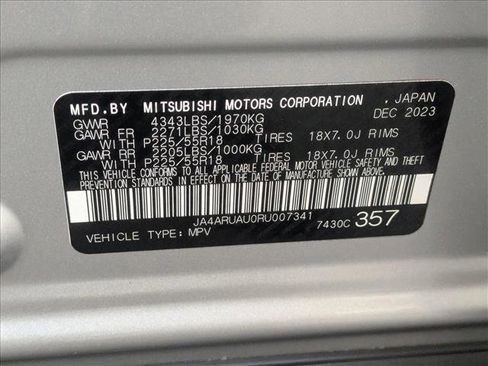 MFD.BY MITSUBISHI MOTORS CORPORATION , JAPAN
GVWR 4343LBS/1970KG DEC 2023
GAWR FR 2271LBS/1030KG
WITH P225/55R18 TIRES 18X7.0J RIMS
GAWR RR 2205LBS/1000KG
WITH P225/55R18 TIRES 18X7.0J RIMS
THIS VEHICLE CONFORMS TO ALL APPLICABLE FEDERAL MOTOR VEHICLE SAFETY AND
THEFT PREVENTION STANDARDS IN EFFECT ON THE DATE OF MANUFACTURE SHOWN ABOVE.
JA4ARUAU0RU007341
VEHICLE TYPE: MPV 7430C 357